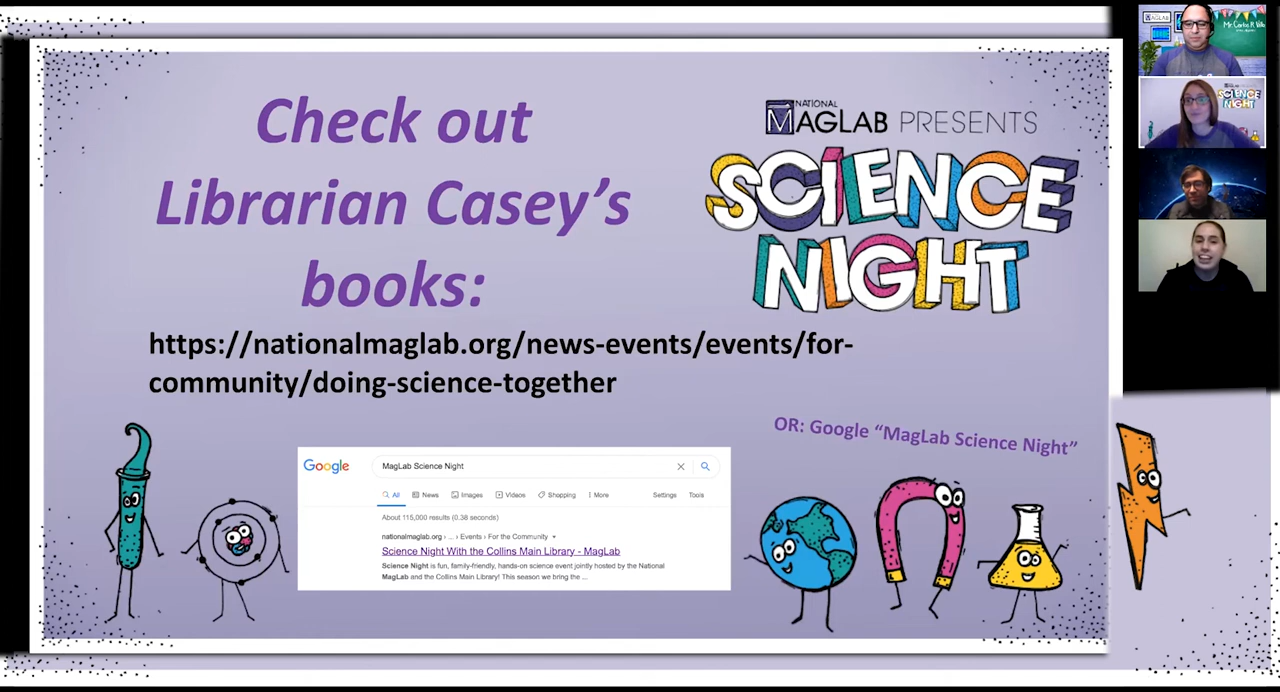 Check out
Librarian Casey’s
books:
https://nationalmaglab.org/news-events/events/for-
community/doing-science-together
NATIONAL
MAGLAB PRESENTS
SCIENCE
NIGHT
OR: Google “MagLab Science Night”
Google
MagLab Science Night
All News Images Videos Shopping More Settings Tools
About 115,000 results (0.38 seconds)
nationalmaglab.org › ... › Events › For the Community
Science Night With the Collins Main Library - MagLab
Science Night is fun, family-friendly, hands-on science event jointly hosted by the National
MagLab and the Collins Main Library! This season we bring the ...
MAGLAB
SCIENCE
NIGHT